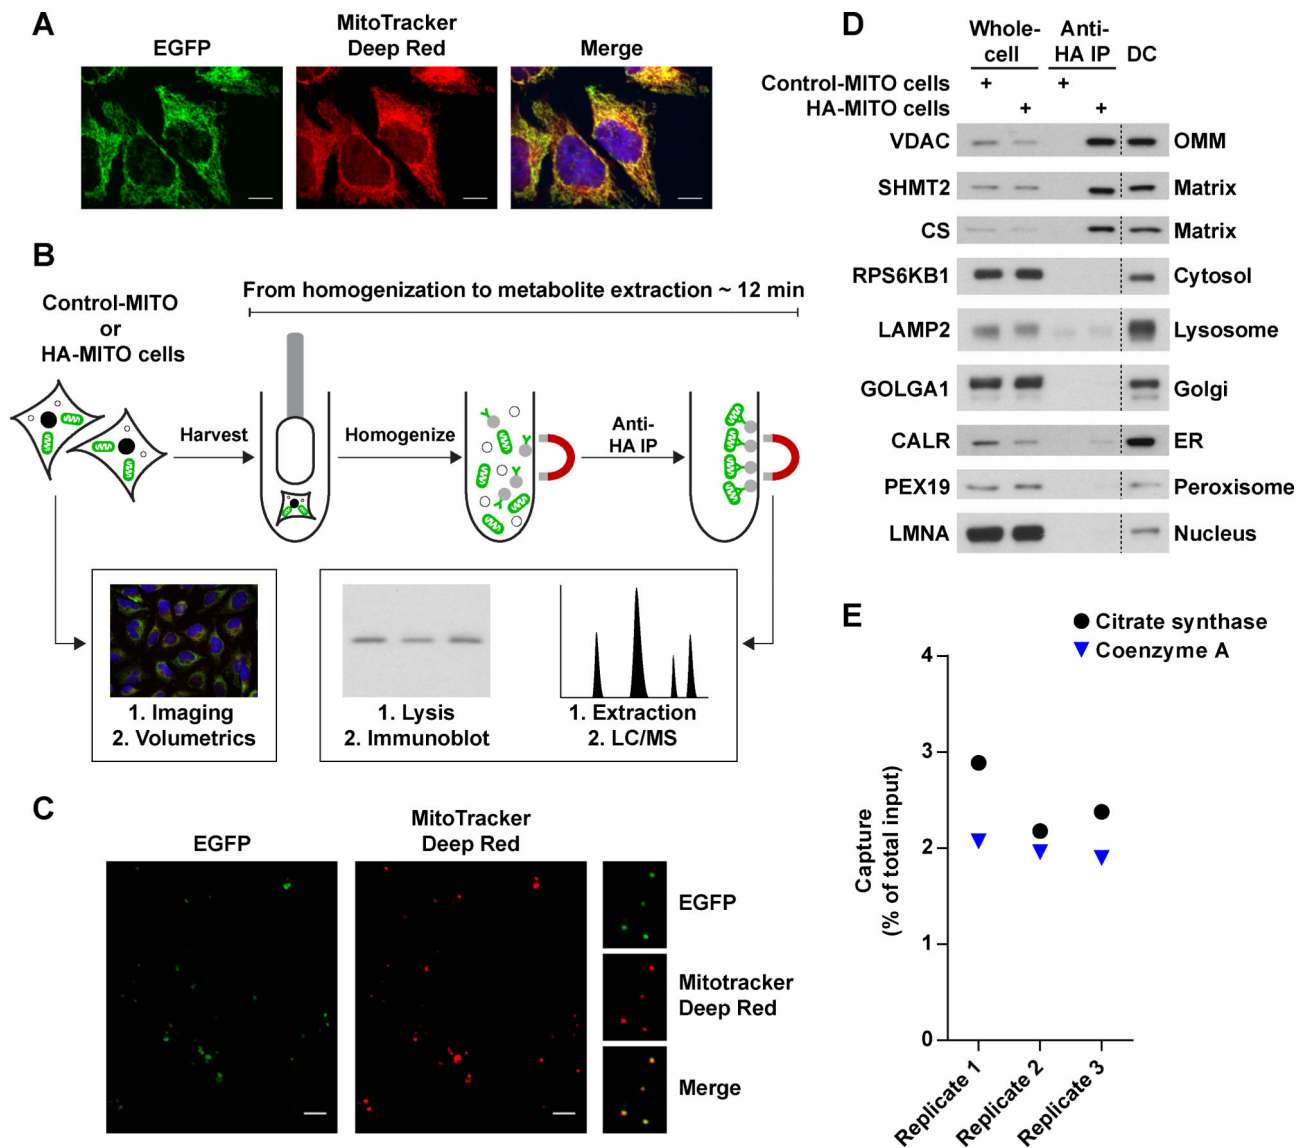 A
EGFP
MitoTracker
Deep Red
Merge
B
From homogenization to metabolite extraction ~ 12 min
Control-MITO
or
HA-MITO cells
Harvest
Homogenize
Anti-
HA IP
1. Imaging
2. Volumetrics
1. Lysis
2. Immunoblot
1. Extraction
2. LC/MS
C
EGFP
MitoTracker
Deep Red
EGFP
Mitotracker
Deep Red
Merge
D
Whole-
cell
Anti-
HA IP
DC
Control-MITO cells + +
HA-MITO cells + +
VDAC OMM
SHMT2 Matrix
CS Matrix
RPS6KB1 Cytosol
LAMP2 Lysosome
GOLGA1 Golgi
CALR ER
PEX19 Peroxisome
LMNA Nucleus
E
Citrate synthase
Coenzyme A
Capture
(% of total input)
4
3
2
1
0
Replicate 1
Replicate 2
Replicate 3